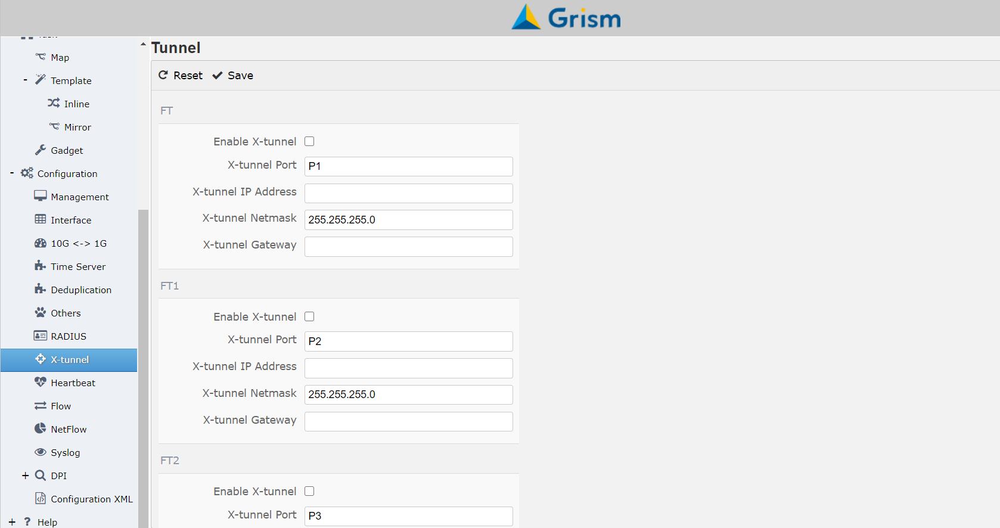 Grism
Map
- Template
Inline
Mirror
Gadget
- Configuration
Management
Interface
10G <-> 1G
Time Server
Deduplication
Others
RADIUS
X-tunnel
Heartbeat
Flow
NetFlow
Syslog
+ DPI
Configuration XML
+ ? Help
Tunnel
Reset Save
FT
Enable X-tunnel
X-tunnel Port P1
X-tunnel IP Address
X-tunnel Netmask 255.255.255.0
X-tunnel Gateway
FT1
Enable X-tunnel
X-tunnel Port P2
X-tunnel IP Address
X-tunnel Netmask 255.255.255.0
X-tunnel Gateway
FT2
Enable X-tunnel
X-tunnel Port P3